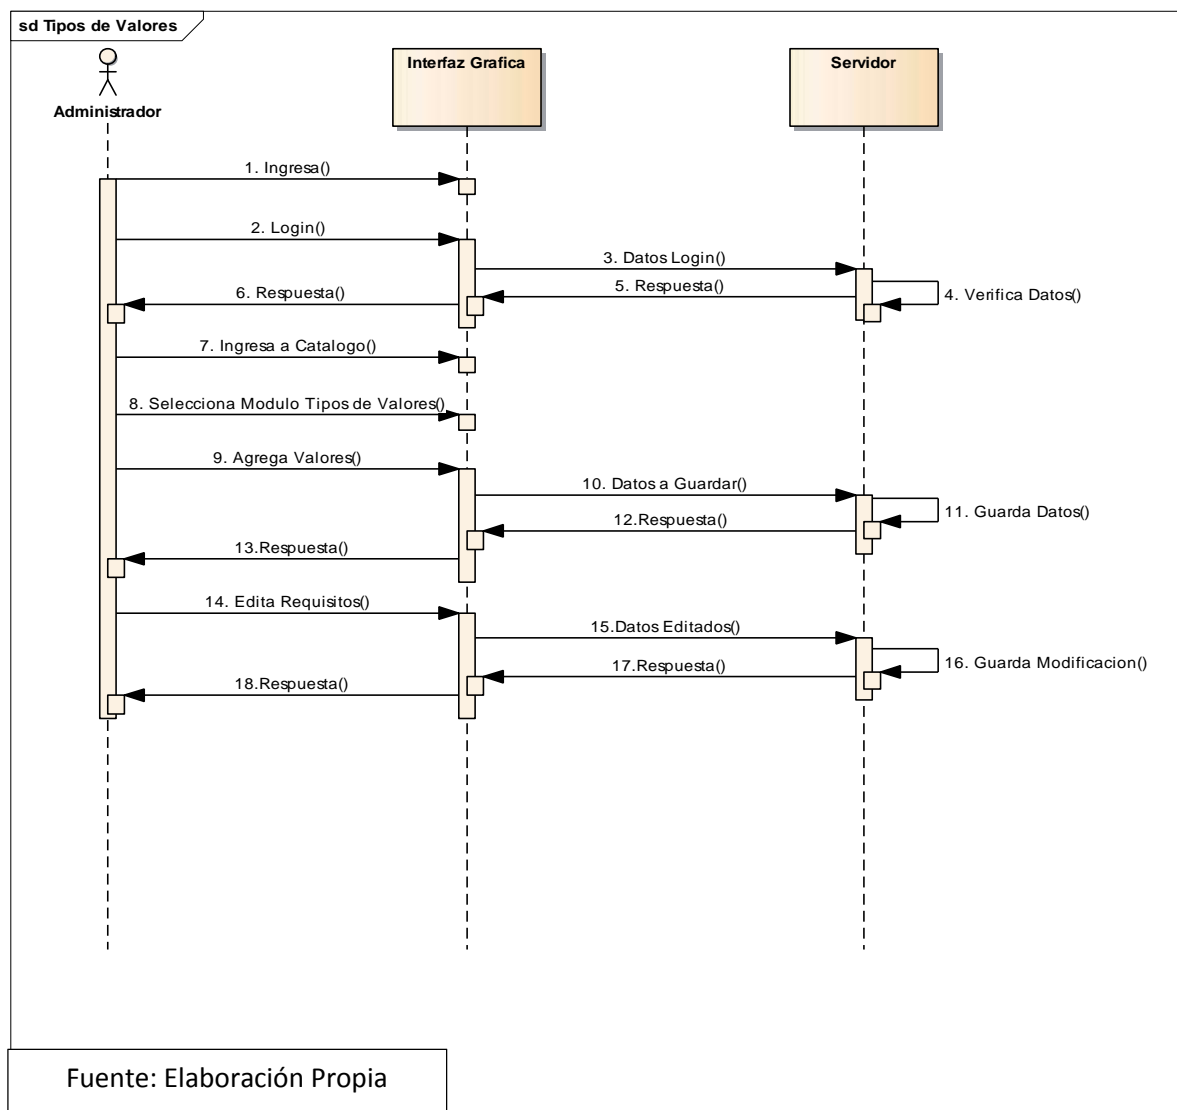 sd Tipos de Valores
Administrador
Interfaz Grafica
Servidor
1. Ingresa()
2. Login()
3. Datos Login()
4. Verifica Datos()
5. Respuesta()
6. Respuesta()
7. Ingresa a Catalogo()
8. Selecciona Modulo Tipos de Valores()
9. Agrega Valores()
10. Datos a Guardar()
11. Guarda Datos()
12.Respuesta()
13.Respuesta()
14. Edita Requisitos()
15.Datos Editados()
16. Guarda Modificacion()
17.Respuesta()
18.Respuesta()
Fuente: Elaboración Propia